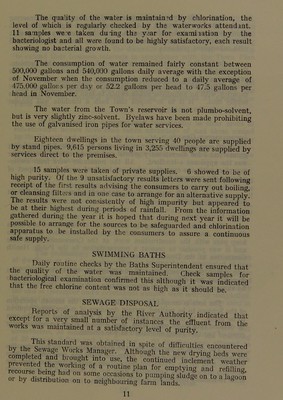 The quality of the water is maintained by chlorination, the
level of which is regularly checked by the waterworks attendant.
11 samples were taken during the year for examination by the
bacteriologist and all were found to be highly satisfactory, each result
showing no bacterial growth.
The consumption of water remained fairly constant between
500,000 gallons and 540,000 gallons daily average with the exception
of November when the consumption reduced to a daily average of
475,000 gallons per day or 52.2 gallons per head to 47.5 gallons per
head in November.
The water from the Town's reservoir is not plumbo-solvent,
but is very slightly zinc-solvent. Byelaws have been made prohibiting
the use of galvanised iron pipes for water services.
Eighteen dwellings in the town serving 40 people are supplied
by stand pipes. 9,615 persons living in 3,255 dwellings are supplied by
services direct to the premises.
15 samples were taken of private supplies. 6 showed to be of
high purity. Of the 9 unsatisfactory results letters were sent following
receipt of the first results advising the consumers to carry out boiling,
or cleansing filters and in one case to arrange for an alternative supply.
The results were not consistently of high impurity but appeared to
be at their highest during periods of rainfall. From the information
gathered during the year it is hoped that during next year it will be
possible to arrange for the sources to be safeguarded and chlorination
apparatus to be installed by the consumers to assure a continuous
safe supply.
SWIMMING BATHS
Daily routine checks by the Baths Superintendent ensured that
the quality of the water was maintained. Check samples for
bacteriological examination confirmed this although it was indicated
that the free chlorine content was not as high as it should be.
SEWAGE DISPOSAL
Reports of analysis by the River Authority indicated that
except for a very small number of instances the effluent from the
works was maintained at a satisfactory level of purity.
This standard was obtained in spite of difficulties encountered
by the Sewage Works Manager. Although the new drying beds were
completed and brought into use, the continued inclement weather
prevented the working of a routine plan for emptying and refilling,
recourse being had on some occasions to pumping sludge on to a lagoon
or by distribution on to neighbouring farm lands.
11